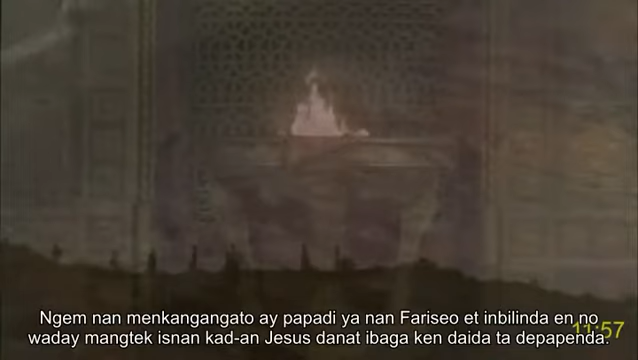 Ngem nan menkangangato ay papadi ya nan Fariseo et inbilinda en no
waday mangtek isnan kad-an Jesus danat ibaga ken daida ta depapenda.
11:57